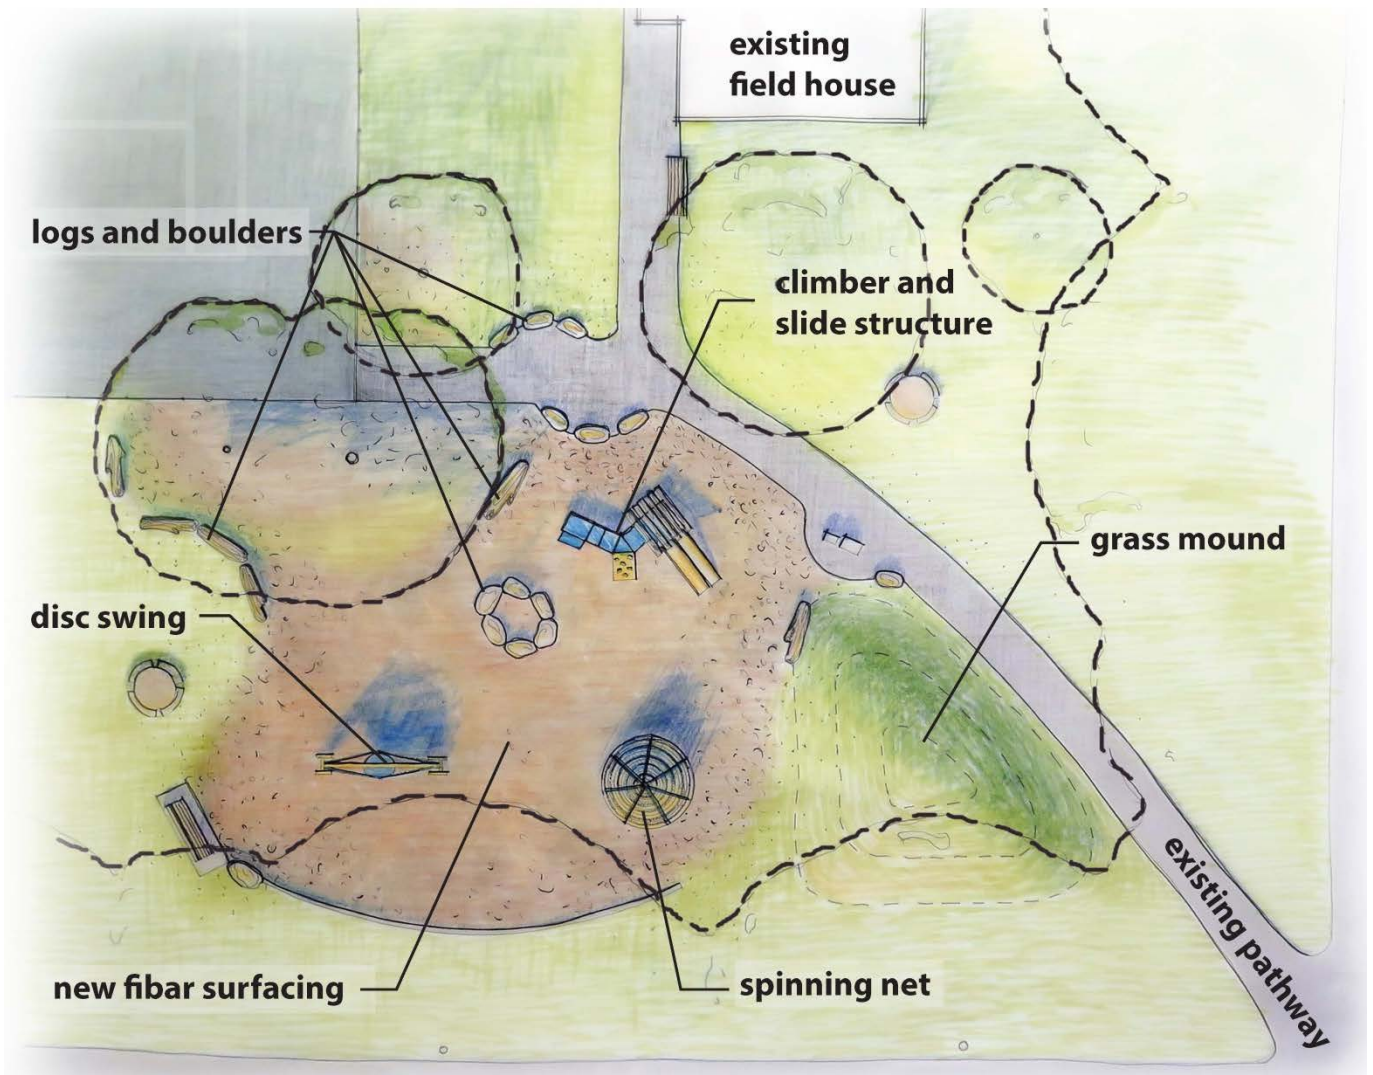 existing
field house
logs and boulders
climber and
slide structure
grass mound
disc swing
existing pathway
new fibar surfacing
spinning net